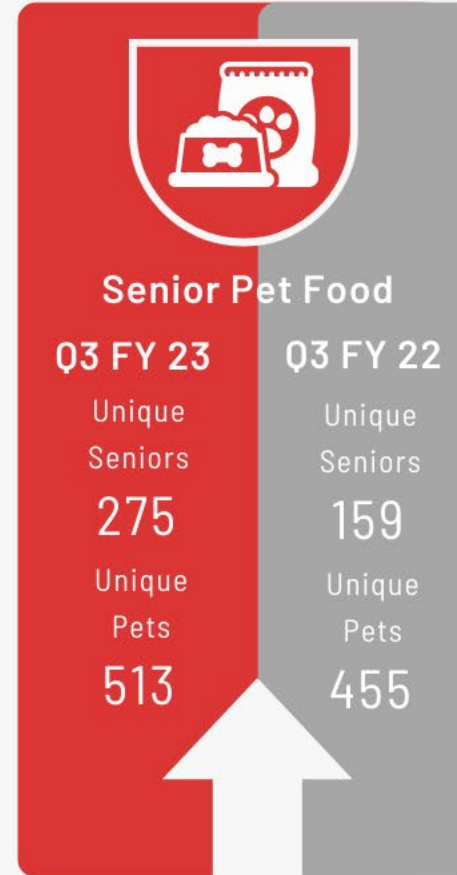 Senior Pet Food
Q3 FY 23
Unique
Seniors
275
Unique
Pets
513
Q3 FY 22
Unique
Seniors
159
Unique
Pets
455